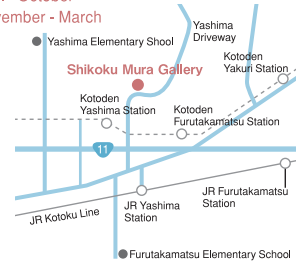 October
vember - March
Yashima
Driveway
Yashima Elementary Shool
Kotoden
Yakuri Station
Shikoku Mura Gallery
Kotoden
Yashima Station
Kotoden
Furutakamatsu Station
11
JR Kotoku Line
JR Yashima
Station
JR Furutakamatsu
Station
Furutakamatsu Elementary School